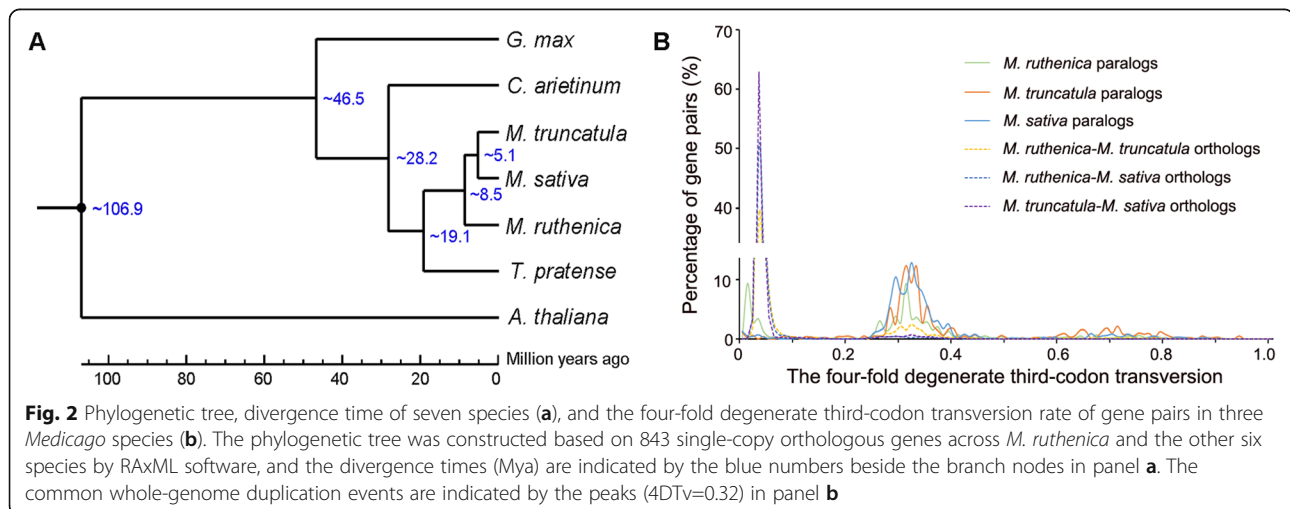 A
G. max
C. arietinum
M. truncatula
M. sativa
M. ruthenica
T. pratense
A. thaliana
~46.5
~28.2
~5.1
~8.5
~19.1
~106.9
Million years ago
100 80 60 40 20 0
B
Percentage of gene pairs (%)
70
60
50
40
10
0
0 0.2 0.4 0.6 0.8 1.0
The four-fold degenerate third-codon transversion
M. ruthenica paralogs
M. truncatula paralogs
M. sativa paralogs
M. ruthenica-M. truncatula orthologs
M. ruthenica-M. sativa orthologs
M. truncatula-M. sativa orthologs
Fig. 2 Phylogenetic tree, divergence time of seven species (a), and the four-fold degenerate third-codon transversion rate of gene pairs in three
Medicago species (b). The phylogenetic tree was constructed based on 843 single-copy orthologous genes across M. ruthenica and the other six
species by RAxML software, and the divergence times (Mya) are indicated by the blue numbers beside the branch nodes in panel a. The
common whole-genome duplication events are indicated by the peaks (4DTv=0.32) in panel b